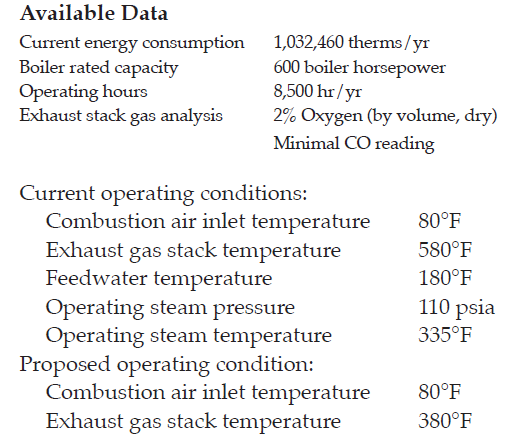 Available Data
Current energy consumption 1,032,460 therms/yr
Boiler rated capacity 600 boiler horsepower
Operating hours 8,500 hr/yr
Exhaust stack gas analysis 2% Oxygen (by volume, dry)
Minimal CO reading
Current operating conditions:
Combustion air inlet temperature 80°F
Exhaust gas stack temperature 580°F
Feedwater temperature 180°F
Operating steam pressure 110 psia
Operating steam temperature 335°F
Proposed operating condition:
Combustion air inlet temperature 80°F
Exhaust gas stack temperature 380°F